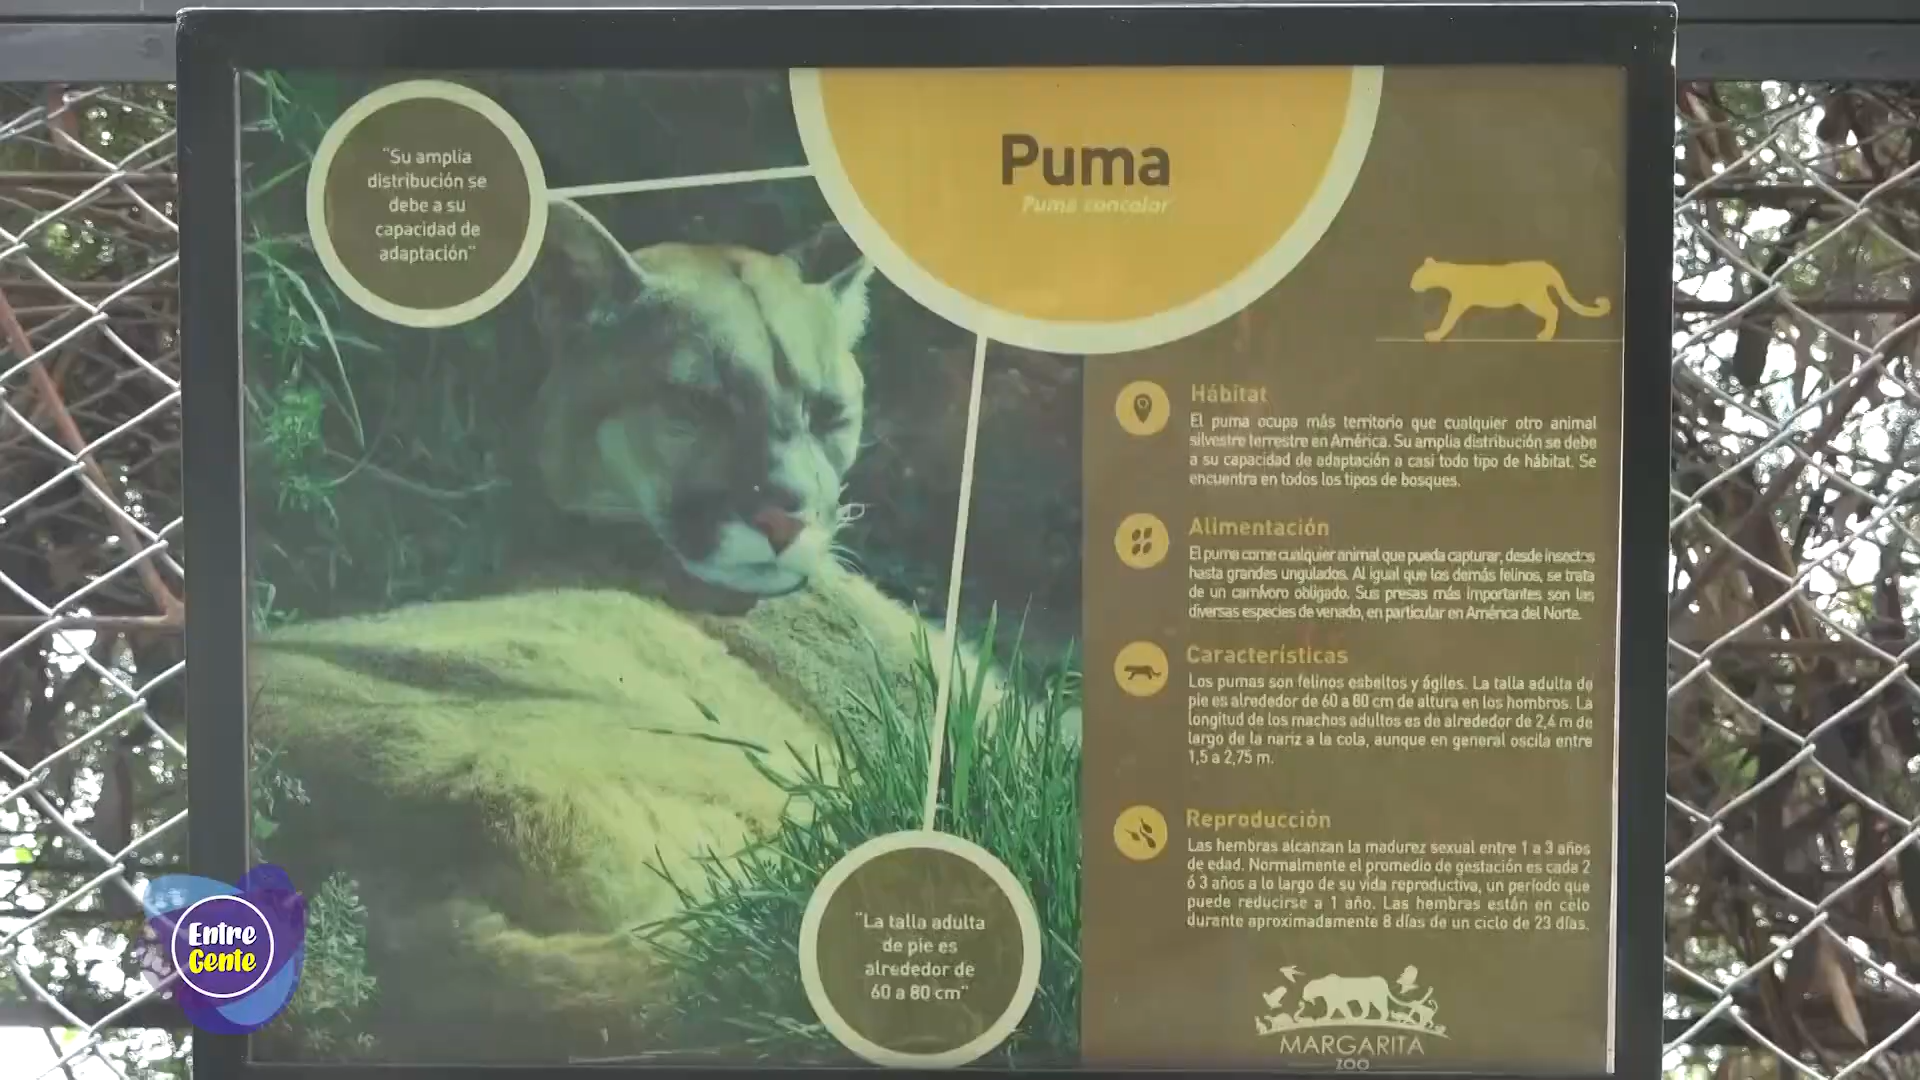 "Su amplia
distribución se
debe a su
capacidad de
adaptación"
Puma
Puma concolor
Hábitat
El puma ocupa más territorio que cualquier otro animal
silvestre terrestre en América. Su amplia distribución se debe
a su capacidad de adaptación a casi todo tipo de hábitat. Se
encuentra en todos los tipos de bosques.
Alimentación
El puma come cualquier animal que pueda capturar, desde insectos
hasta grandes ungulados. Al igual que los demás felinos, se trata
de un carnívoro obligado. Sus presas más importantes son las
diversas especies de venado, en particular en América del Norte.
Características
Los pumas son felinos esbeltos y ágiles. La talla adulta de
pie es alrededor de 60 a 80 cm de altura en los hombros. La
longitud de los machos adultos es de alrededor de 2,4 m de
largo de la nariz a la cola, aunque en general oscila entre
1,5 a 2,75 m.
Reproducción
Las hembras alcanzan la madurez sexual entre 1 a 3 años
de edad. Normalmente el promedio de gestación es cada 2
ó 3 años a lo largo de su vida reproductiva, un período que
puede reducirse a 1 año. Las hembras están en celo
durante aproximadamente 8 días de un ciclo de 23 días.
"La talla adulta
de pie es
alrededor de
60 a 80 cm"
MARGARITA
ZOO
Entre
Gente